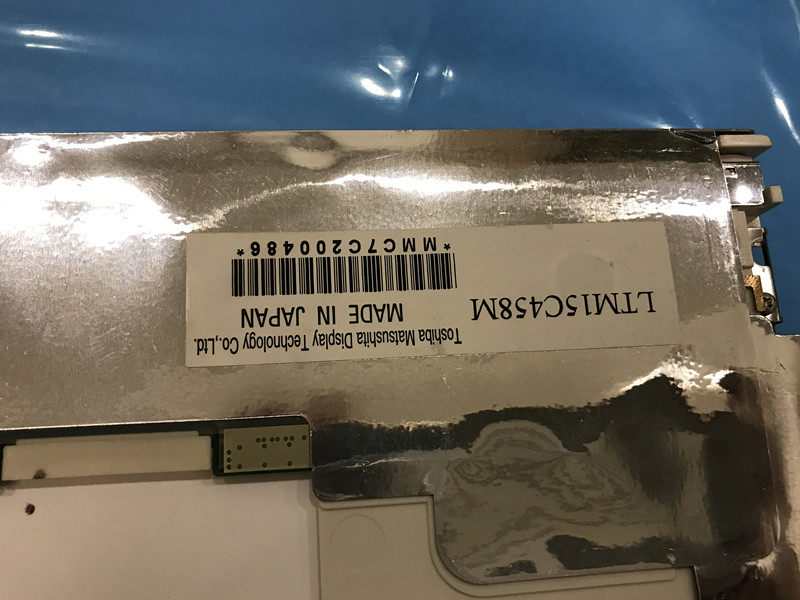 Toshiba Matsushita Display Technology Co.,Ltd.
LTM15C458M
MADE IN JAPAN
*MMC7C200486*